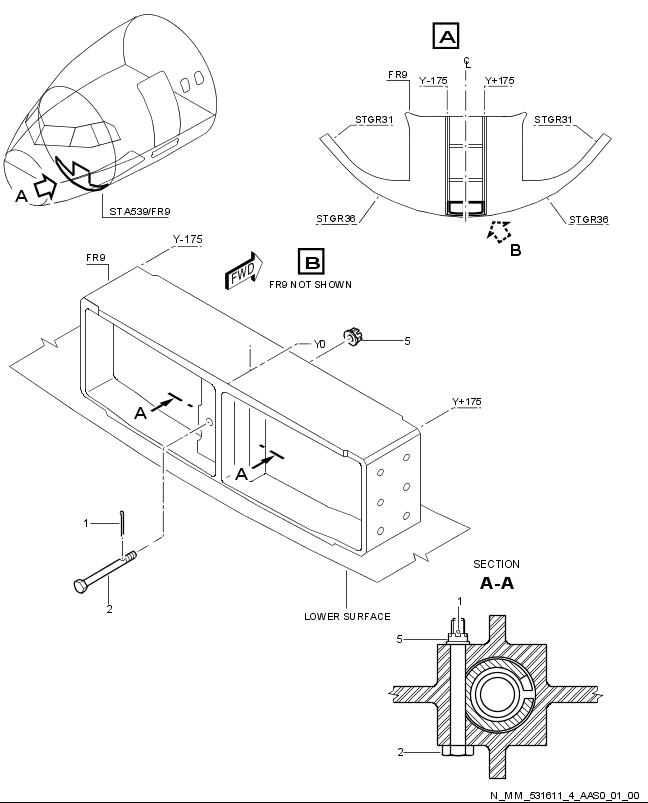 A
STA539/FR9
A
℄
FR9
Y-175
Y+175
STGR31
STGR31
STGR36
STGR36
B
Y-175
FR9
FWD
B
FR9 NOT SHOWN
Y0
5
Y+175
A
A
1
2
LOWER SURFACE
SECTION
A-A
1
5
2
N_MM_531611_4_AAS0_01_00